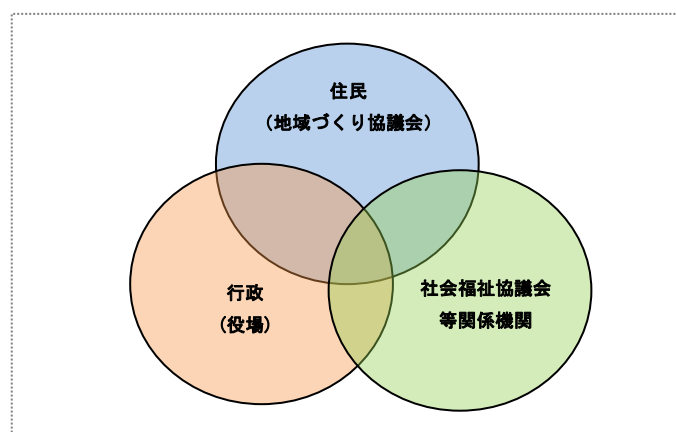 住民
（地域づくり協議会）
行政
（役場）
社会福祉協議会
等関係機関